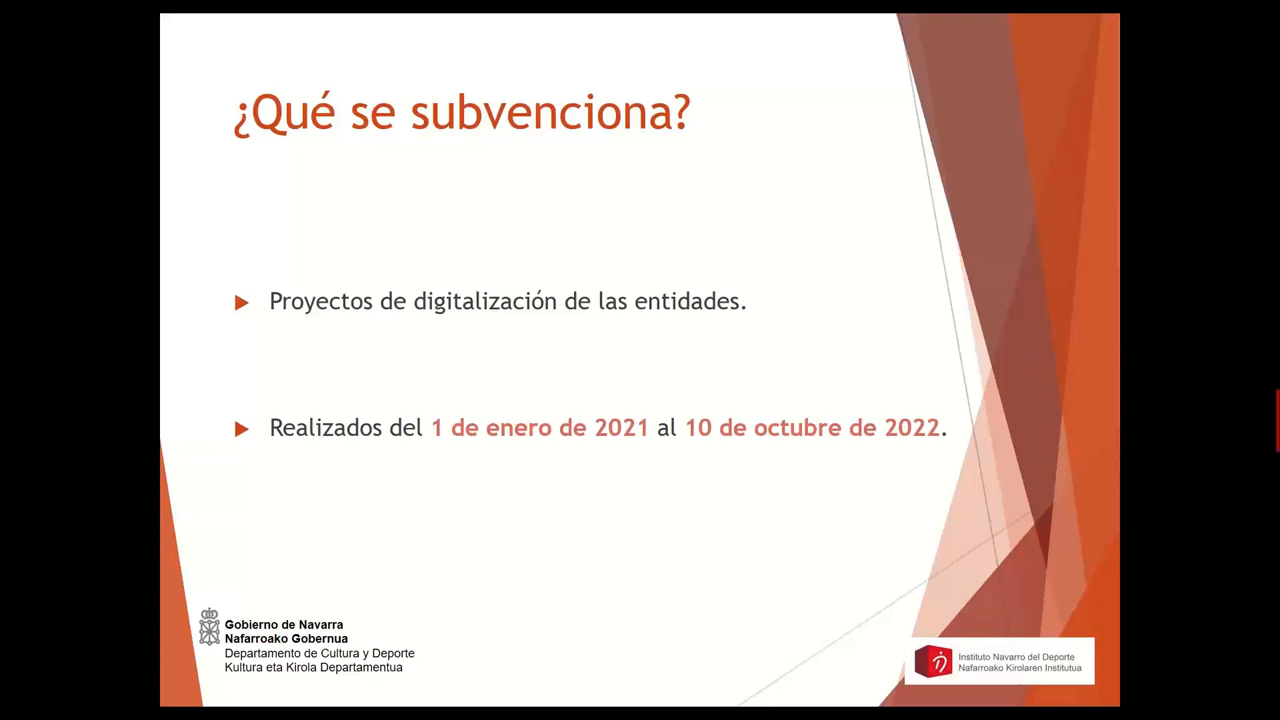 ¿Qué se subvenciona?
Proyectos de digitalización de las entidades.
Realizados del 1 de enero de 2021 al 10 de octubre de 2022.
Gobierno de Navarra
Nafarroako Gobernua
Departamento de Cultura y Deporte
Kultura eta Kirola Departamentua
Instituto Navarro del Deporte
Nafarroako Kirolaren Institutua